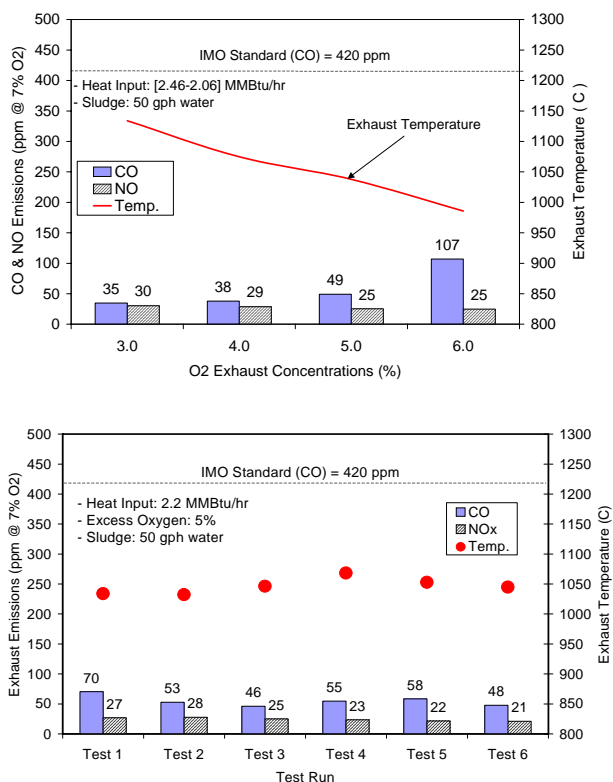 CO & NO Emissions (ppm @ 7% O2)
500
450
400
350
300
250
200
150
100
50
0
IMO Standard (CO) = 420 ppm
- Heat Input: [2.46-2.06] MMBtu/hr
- Sludge: 50 gph water
Exhaust Temperature
CO
NO
Temp.
35 30 38 29 49 25 107 25
3.0 4.0 5.0 6.0
O2 Exhaust Concentrations (%)
1300
1250
1200
1150
1100
1050
1000
950
900
850
800
Exhaust Temperature ( C )
Exhaust Emissions (ppm @ 7% O2)
500
450
400
350
300
250
200
150
100
50
0
IMO Standard (CO) = 420 ppm
- Heat Input: 2.2 MMBtu/hr
- Excess Oxygen: 5%
- Sludge: 50 gph water
CO
NOx
Temp.
70 27 53 28 46 25 55 23 58 22 48 21
Test 1 Test 2 Test 3 Test 4 Test 5 Test 6
Test Run
1300
1250
1200
1150
1100
1050
1000
950
900
850
800
Exhaust Temperature (C)